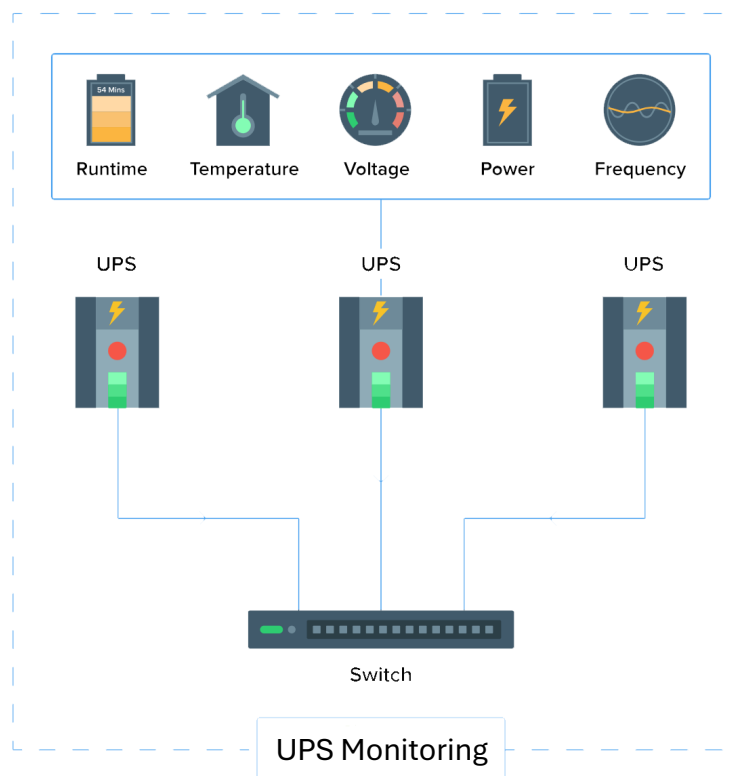 54 Mins
Runtime Temperature Voltage Power Frequency
UPS UPS UPS
Switch
UPS Monitoring